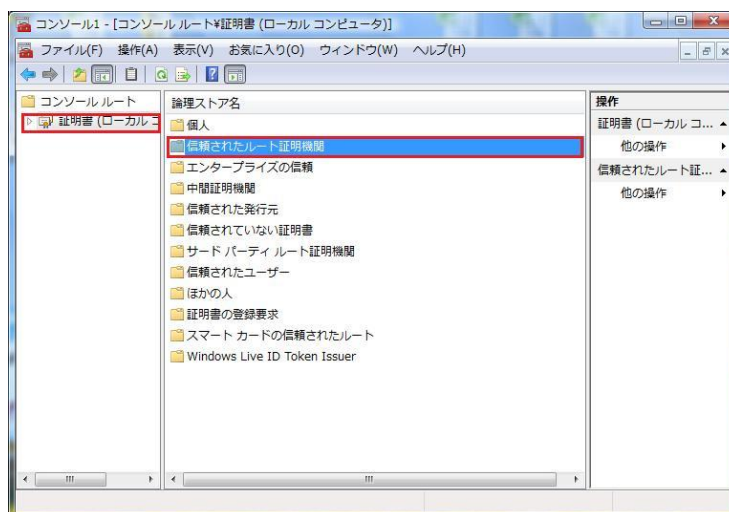 コンソール1 - [コンソール ルート¥証明書 (ローカル コンピュータ)]
ファイル(F) 操作(A) 表示(V) お気に入り(O) ウィンドウ(W) ヘルプ(H)
コンソール ルート
証明書 (ローカル コ
論理ストア名
個人
信頼されたルート証明機関
エンタープライズの信頼
中間証明機関
信頼された発行元
信頼されていない証明書
サード パーティ ルート証明機関
信頼されたユーザー
ほかの人
証明書の登録要求
スマート カードの信頼されたルート
Windows Live ID Token Issuer
操作
証明書 (ローカル コ...
他の操作
信頼されたルート証...
他の操作